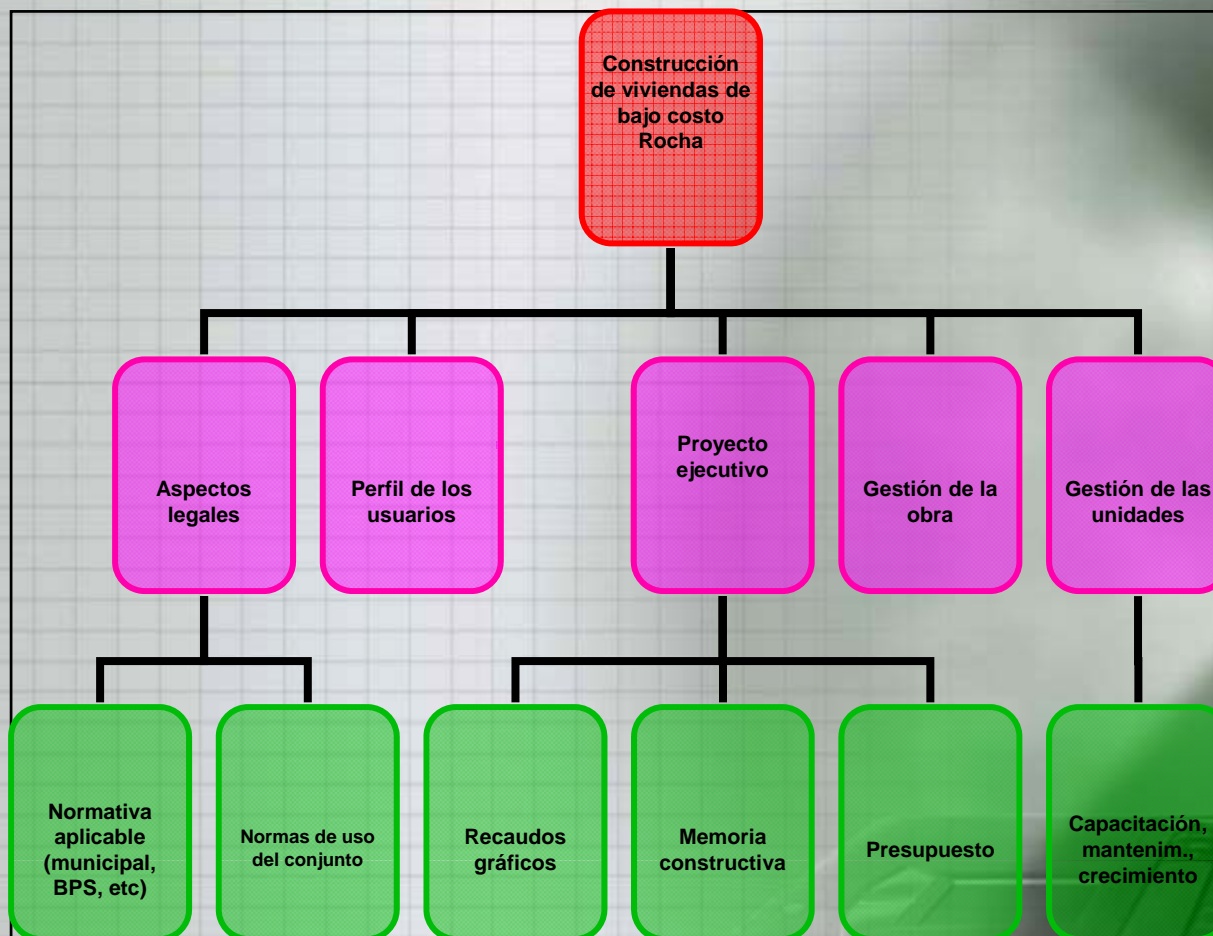 Construcción
de viviendas de
bajo costo
Rocha
Aspectos
legales
Perfil de los
usuarios
Proyecto
ejecutivo
Gestión de la
obra
Gestión de las
unidades
Normativa
aplicable
(municipal,
BPS, etc)
Normas de uso
del conjunto
Recaudos
gráficos
Memoria
constructiva
Presupuesto
Capacitación,
mantenim.,
crecimiento